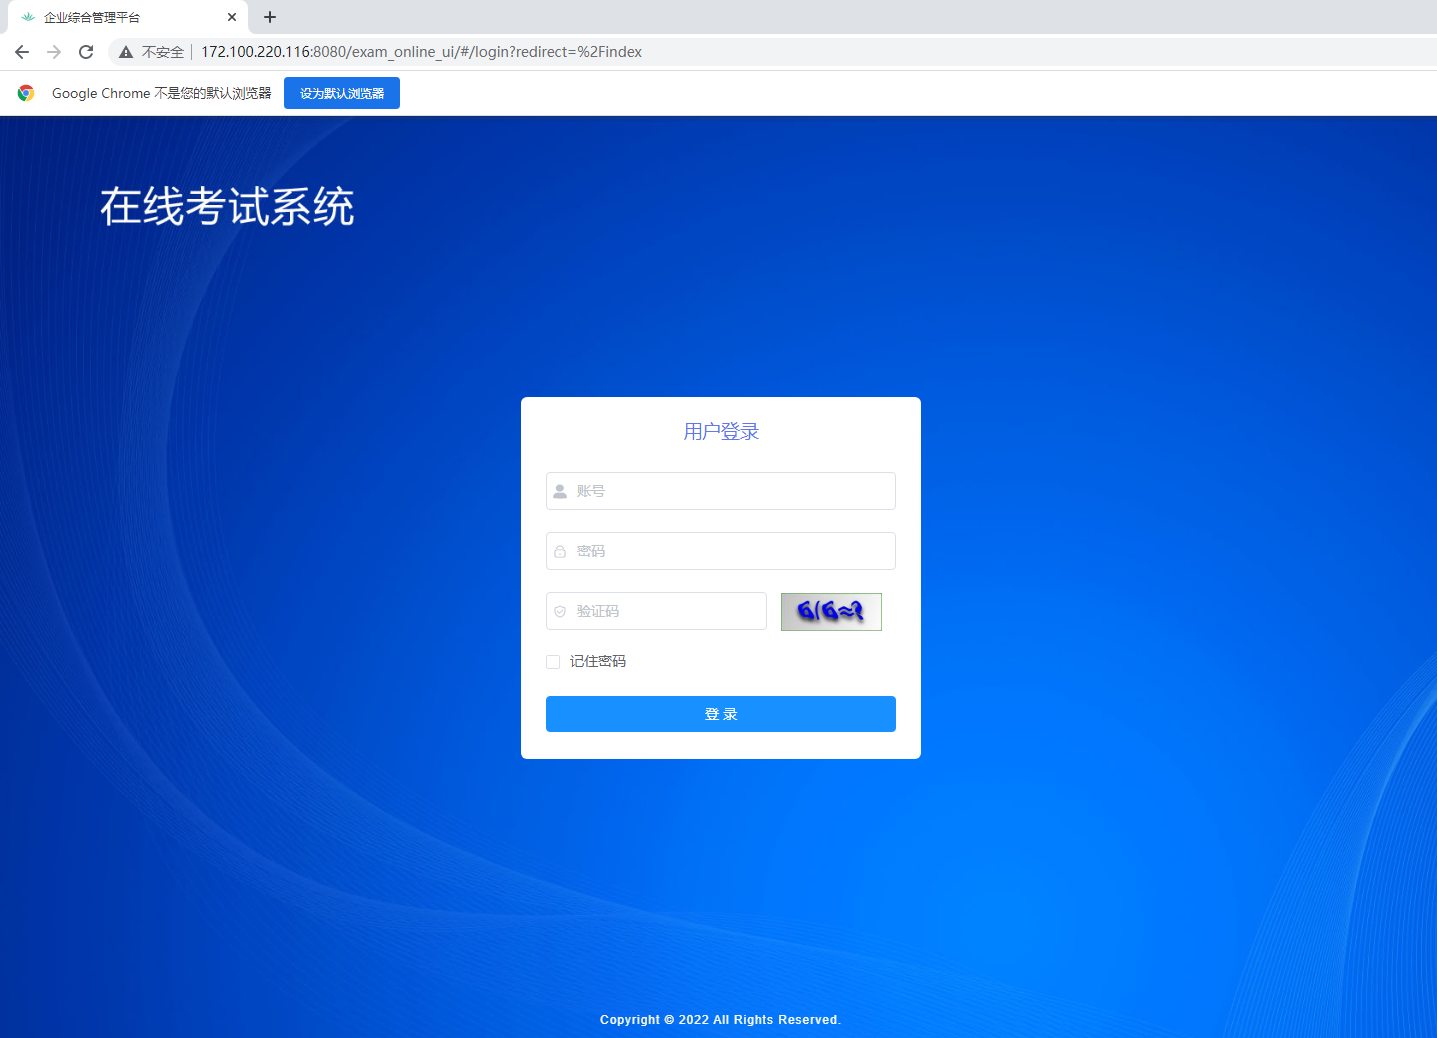 企业综合管理平台
不安全 172.100.220.116:8080/exam_online_ui/#/login?redirect=%2Findex
Google Chrome 不是您的默认浏览器 设为默认浏览器
在线考试系统
用户登录
账号
密码
验证码 6/6=?
记住密码
登 录
Copyright © 2022 All Rights Reserved.